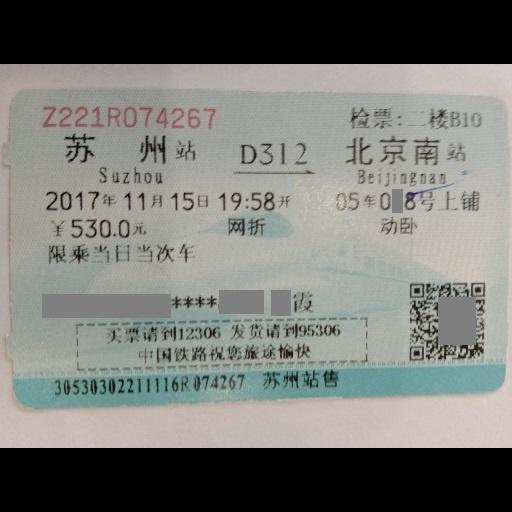 Z221R074267 检票:二楼B10
苏州站 D312 北京南站
Suzhou Beijingnan
2017年11月15日19:58开 05车08号上铺
￥530.0元 网折 动卧
限乘当日当次车
**** 霞
买票请到12306 发货请到95306
中国铁路祝您旅途愉快
30530302211116R074267 苏州站售